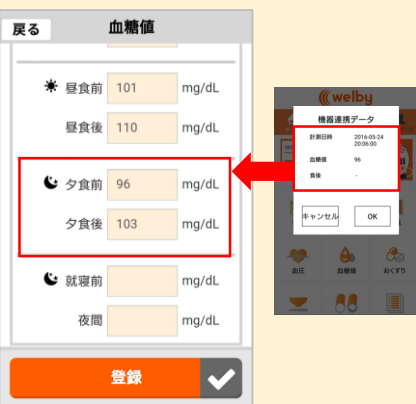 戻る
血糖値
昼食前 101 mg/dL
昼食後 110 mg/dL
夕食前 96 mg/dL
夕食後 103 mg/dL
就寝前 mg/dL
夜間 mg/dL
登録
welby
機器連携データ
計測日時 2016-05-24
20:06:00
血糖値 96
食後 -
キャンセル OK
血圧 血糖値 おくすり